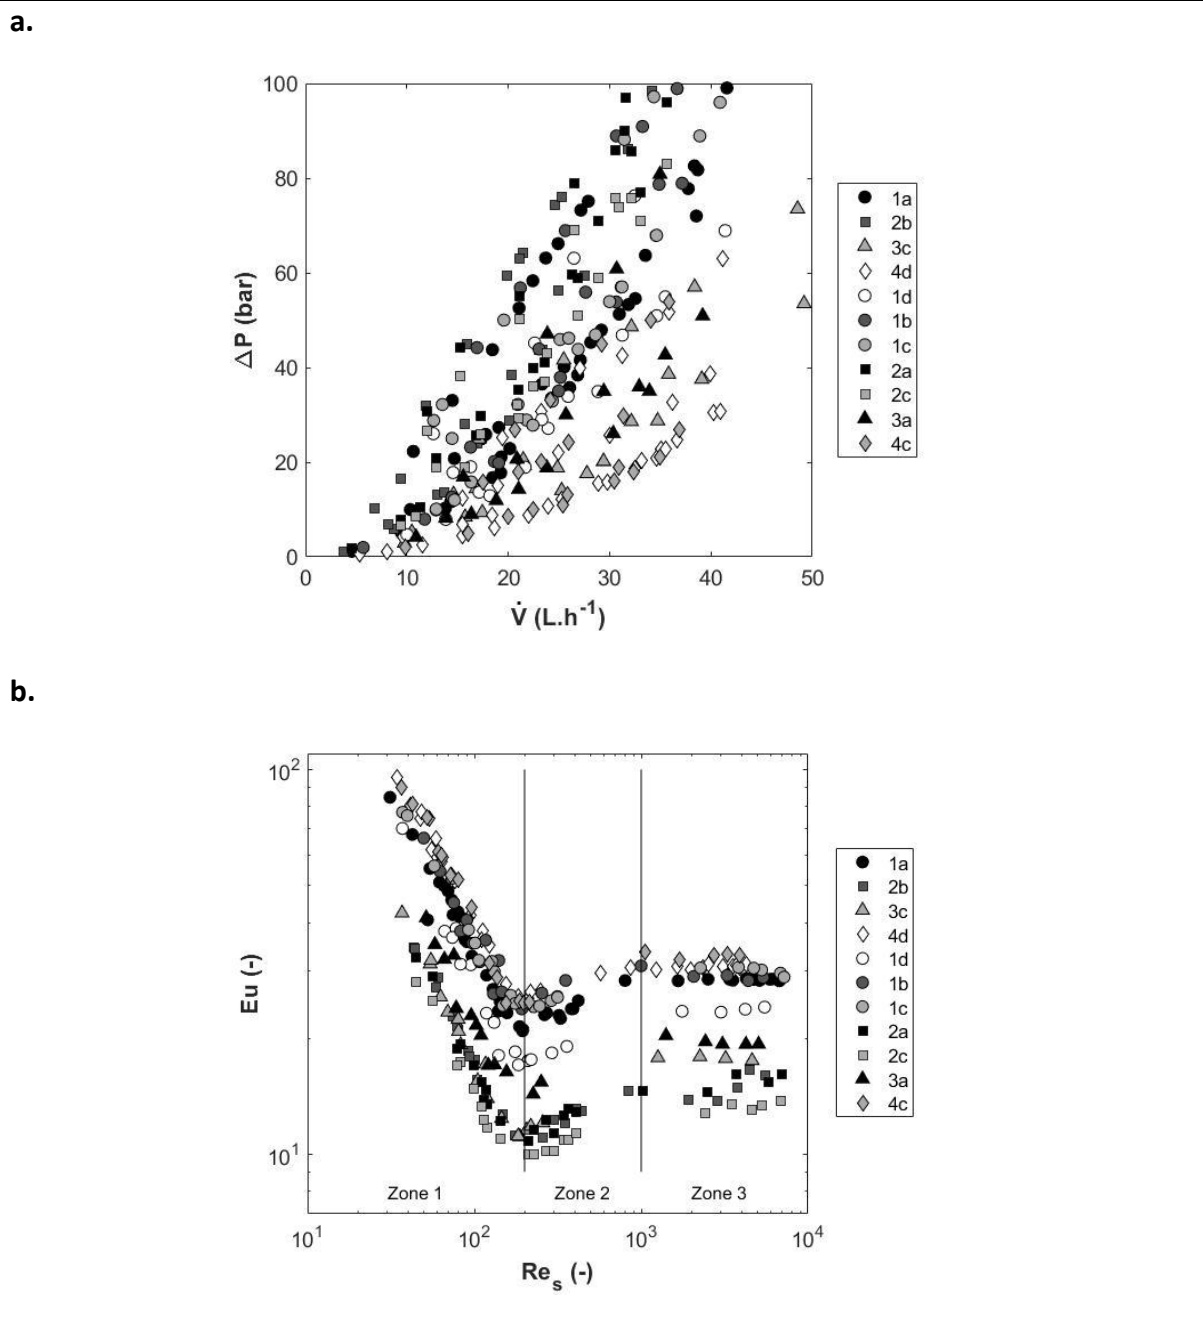 a.
100
80
60
40
20
0
0 10 20 30 40 50
ΔP (bar)
V̇ (L.h⁻¹)
1a
2b
3c
4d
1d
1b
1c
2a
2c
3a
4c
b.
10²
10¹
Eu (-)
Zone 1 Zone 2 Zone 3
10¹ 10² 10³ 10⁴
Reₛ (-)
1a
2b
3c
4d
1d
1b
1c
2a
2c
3a
4c